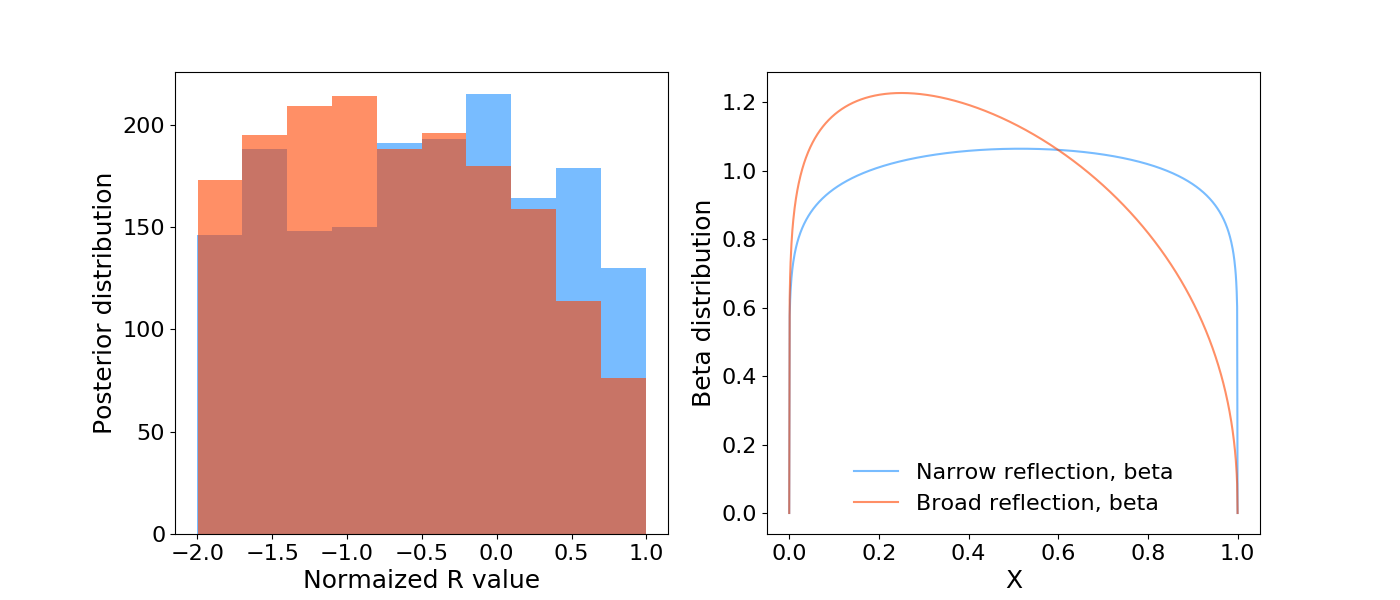 Posterior distribution
200
150
100
50
0
−2.0 −1.5 −1.0 −0.5 0.0 0.5 1.0
Normaized R value
Beta distribution
1.2
1.0
0.8
0.6
0.4
0.2
0.0
Narrow reflection, beta
Broad reflection, beta
0.0 0.2 0.4 0.6 0.8 1.0
X